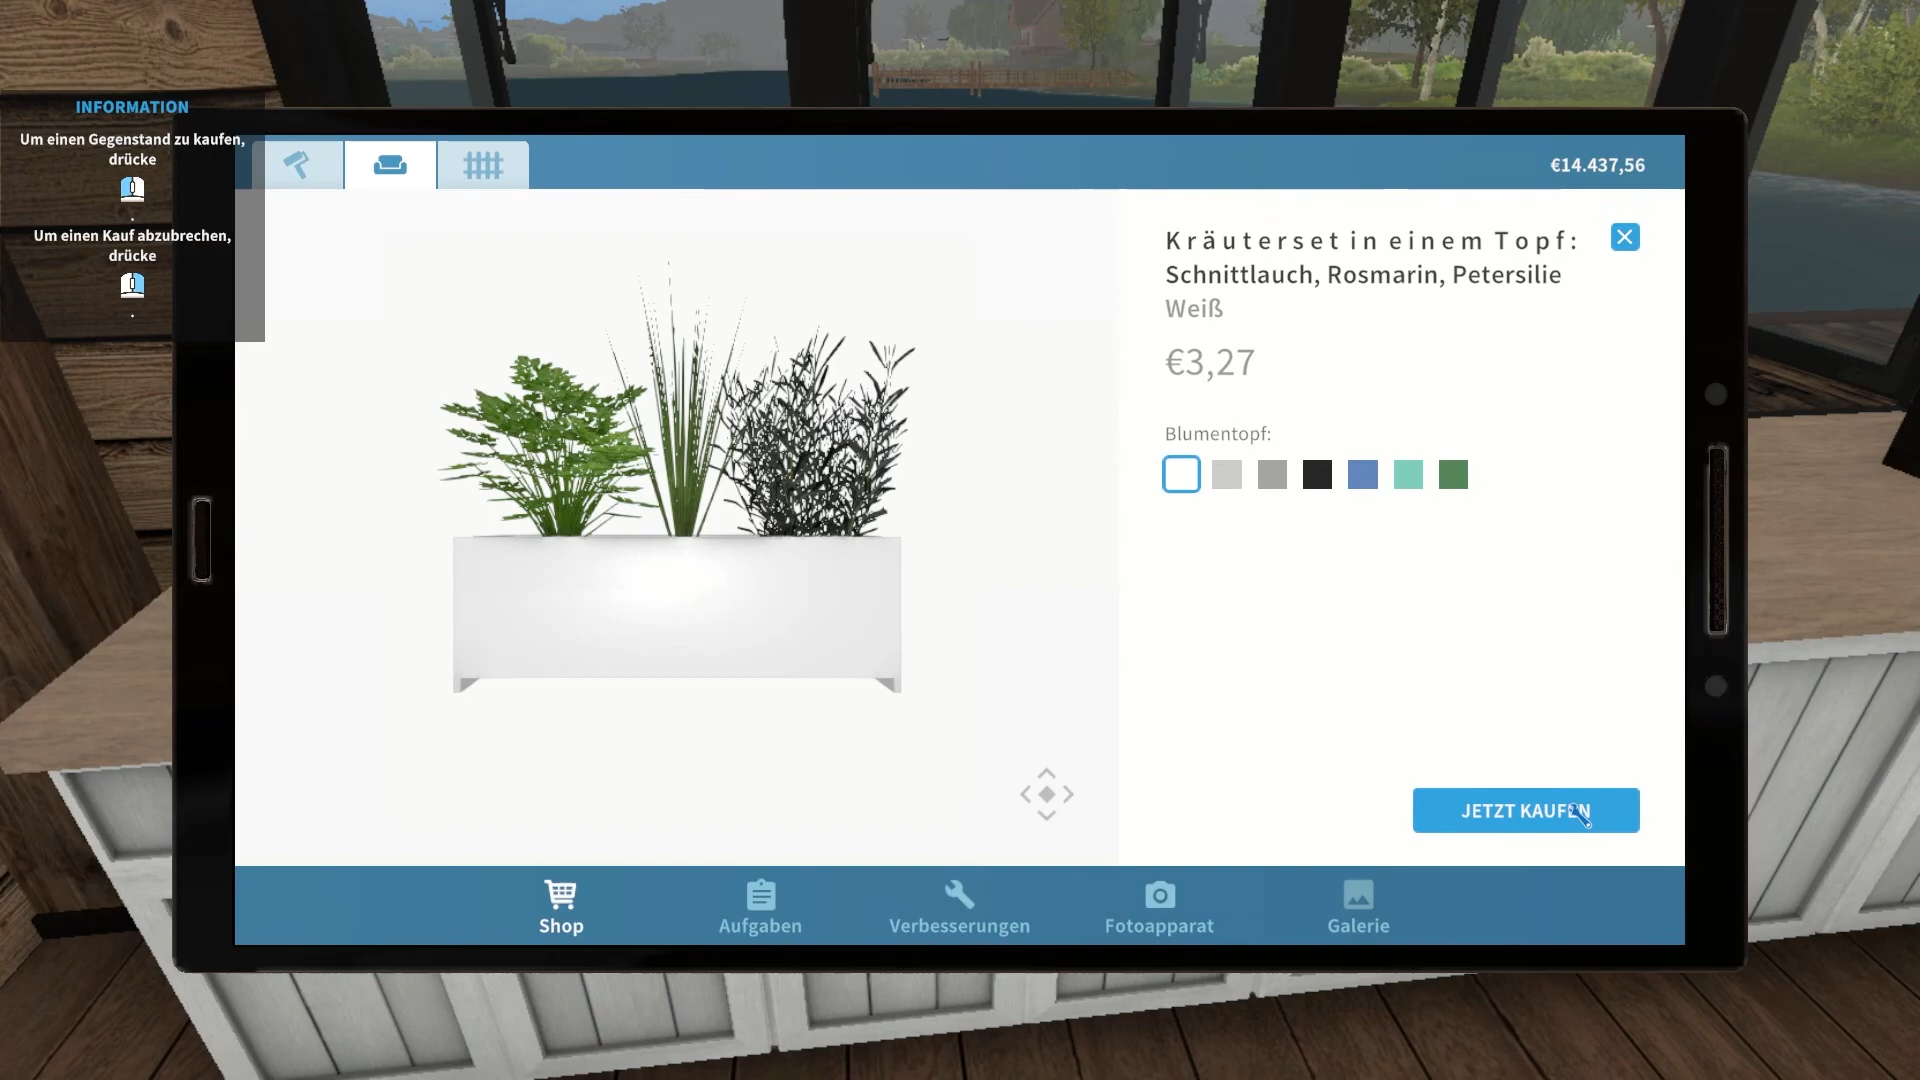 INFORMATION
Um einen Gegenstand zu kaufen,
drücke
.
Um einen Kauf abzubrechen,
drücke
.
€14.437,56
Kräuterset in einem Topf:
Schnittlauch, Rosmarin, Petersilie
Weiß
€3,27
Blumentopf:
JETZT KAUFEN
Shop
Aufgaben
Verbesserungen
Fotoapparat
Galerie